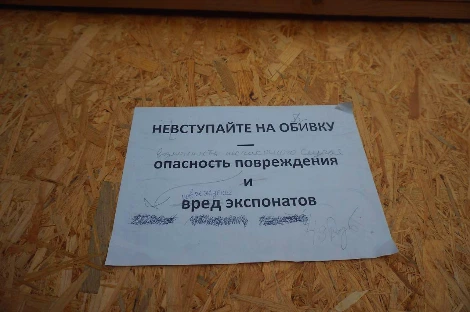 НЕВСТУПАЙТЕ НА ОБИВКУ
—
опасность повреждения
и
вред экспонатов